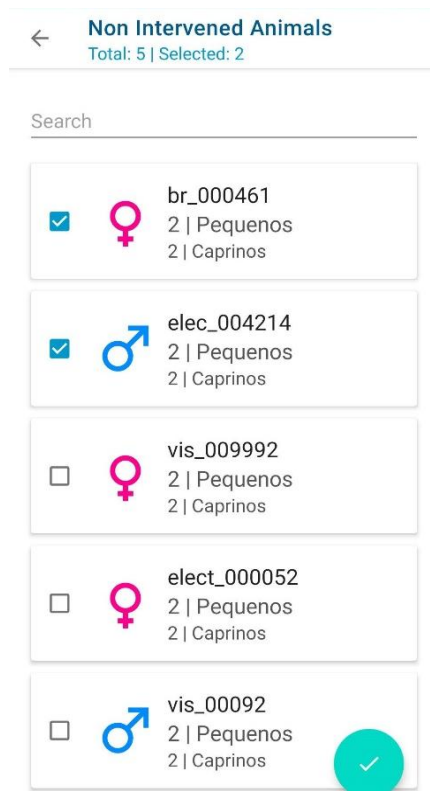 Non Intervened Animals
Total: 5 | Selected: 2
Search
br_000461
2 | Pequenos
2 | Caprinos
elec_004214
2 | Pequenos
2 | Caprinos
vis_009992
2 | Pequenos
2 | Caprinos
elect_000052
2 | Pequenos
2 | Caprinos
vis_00092
2 | Pequenos
2 | Caprinos